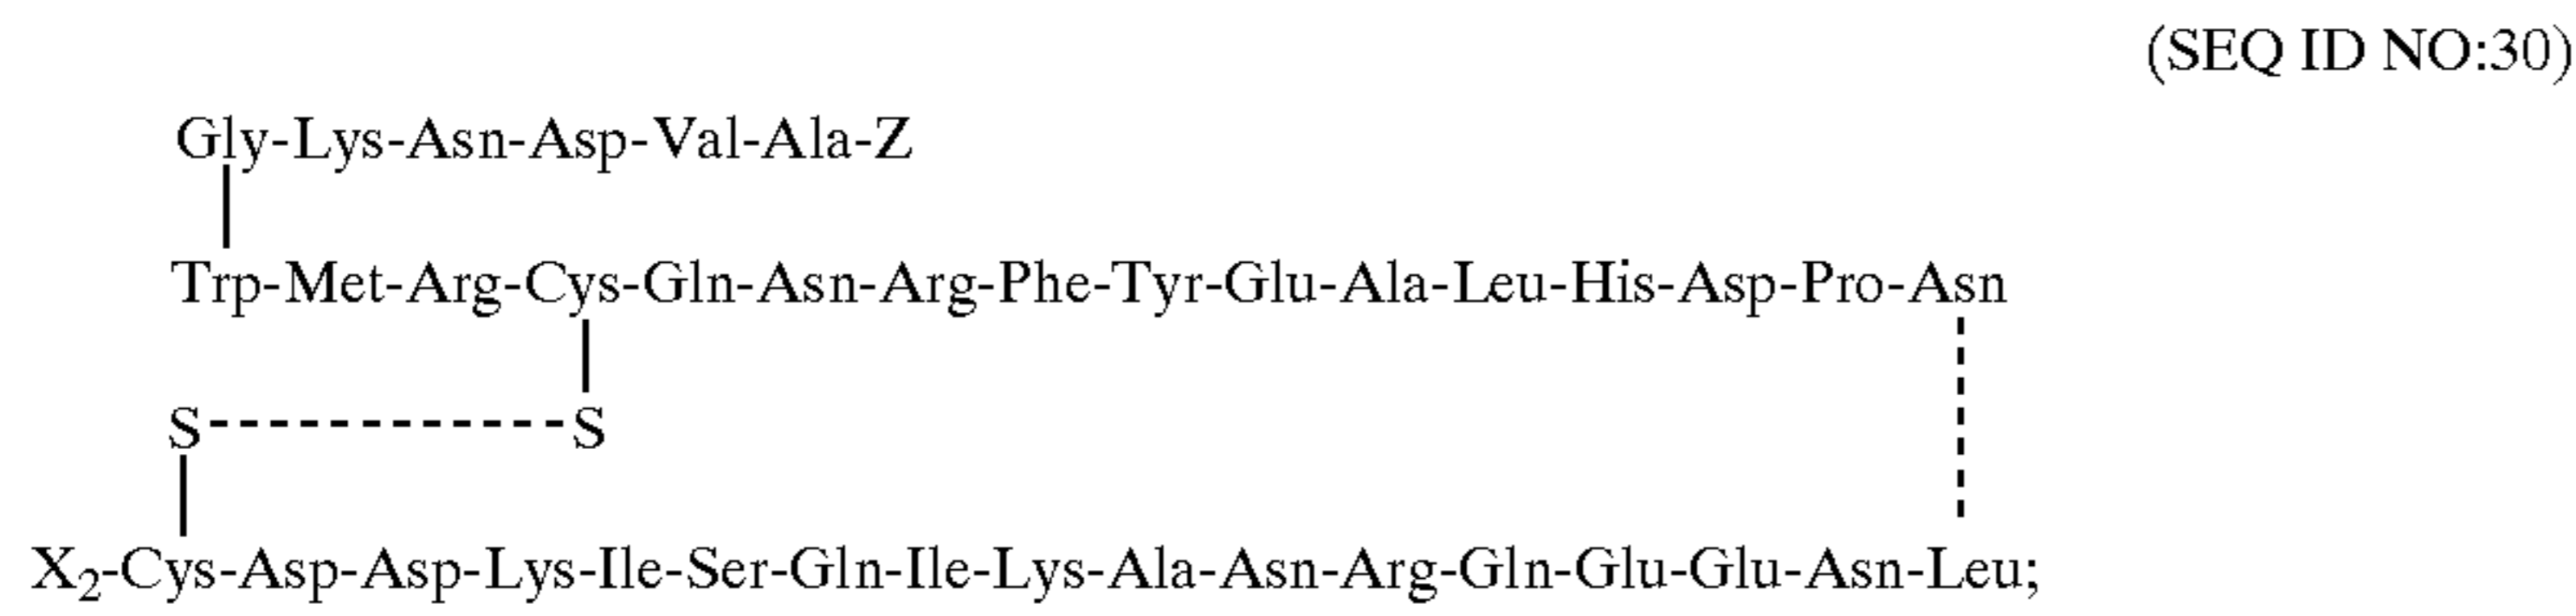 (SEQ ID NO:30)
Gly-Lys-Asn-Asp-Val-Ala-Z
Trp-Met-Arg-Cys-Gln-Asn-Arg-Phe-Tyr-Glu-Ala-Leu-His-Asp-Pro-Asn
S S
X₂-Cys-Asp-Asp-Lys-Ile-Ser-Gln-Ile-Lys-Ala-Asn-Arg-Gln-Glu-Glu-Asn-Leu;